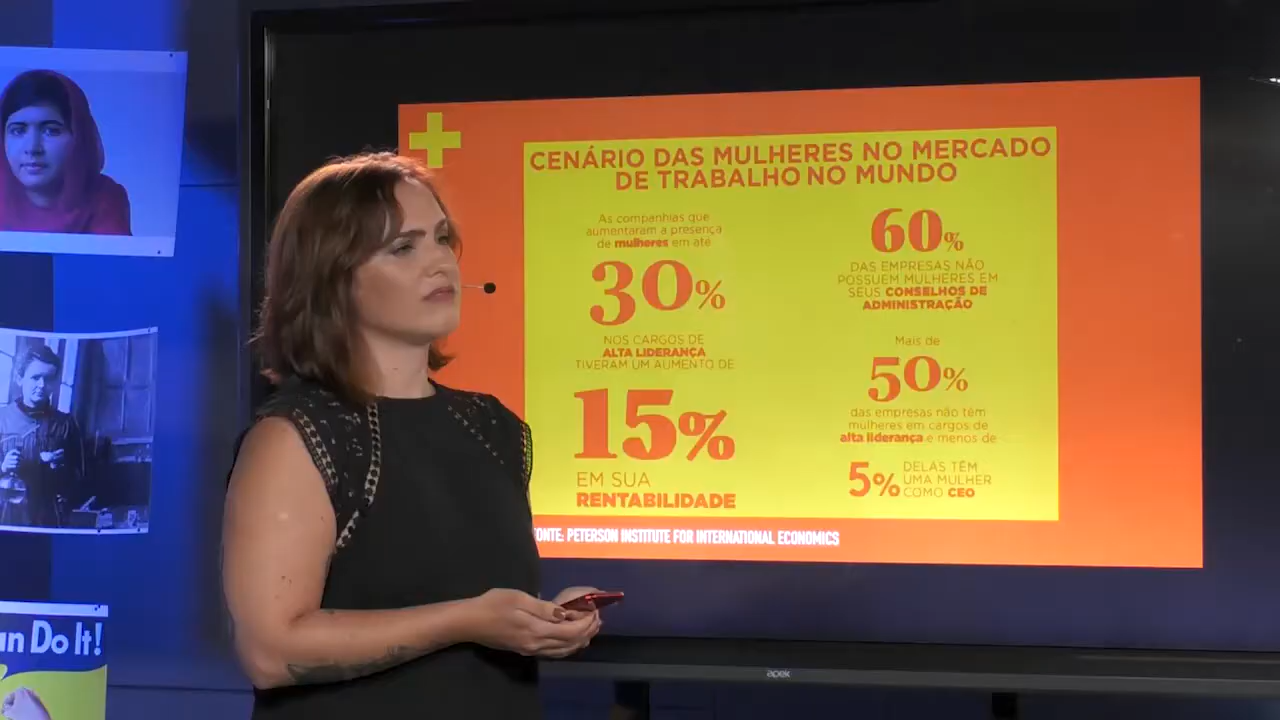 CENÁRIO DAS MULHERES NO MERCADO
DE TRABALHO NO MUNDO
As companhias que
aumentaram a presença
de mulheres em até
30%
NOS CARGOS DE
ALTA LIDERANÇA
TIVERAM UM AUMENTO DE
15%
EM SUA
RENTABILIDADE
60%
DAS EMPRESAS NÃO
POSSUEM MULHERES EM
SEUS CONSELHOS DE
ADMINISTRAÇÃO
Mais de
50%
das empresas não têm
mulheres em cargos de
alta liderança e menos de
5% DELAS TÊM
UMA MULHER
COMO CEO
ONTE: PETERSON INSTITUTE FOR INTERNATIONAL ECONOMICS
an Do It!
apek